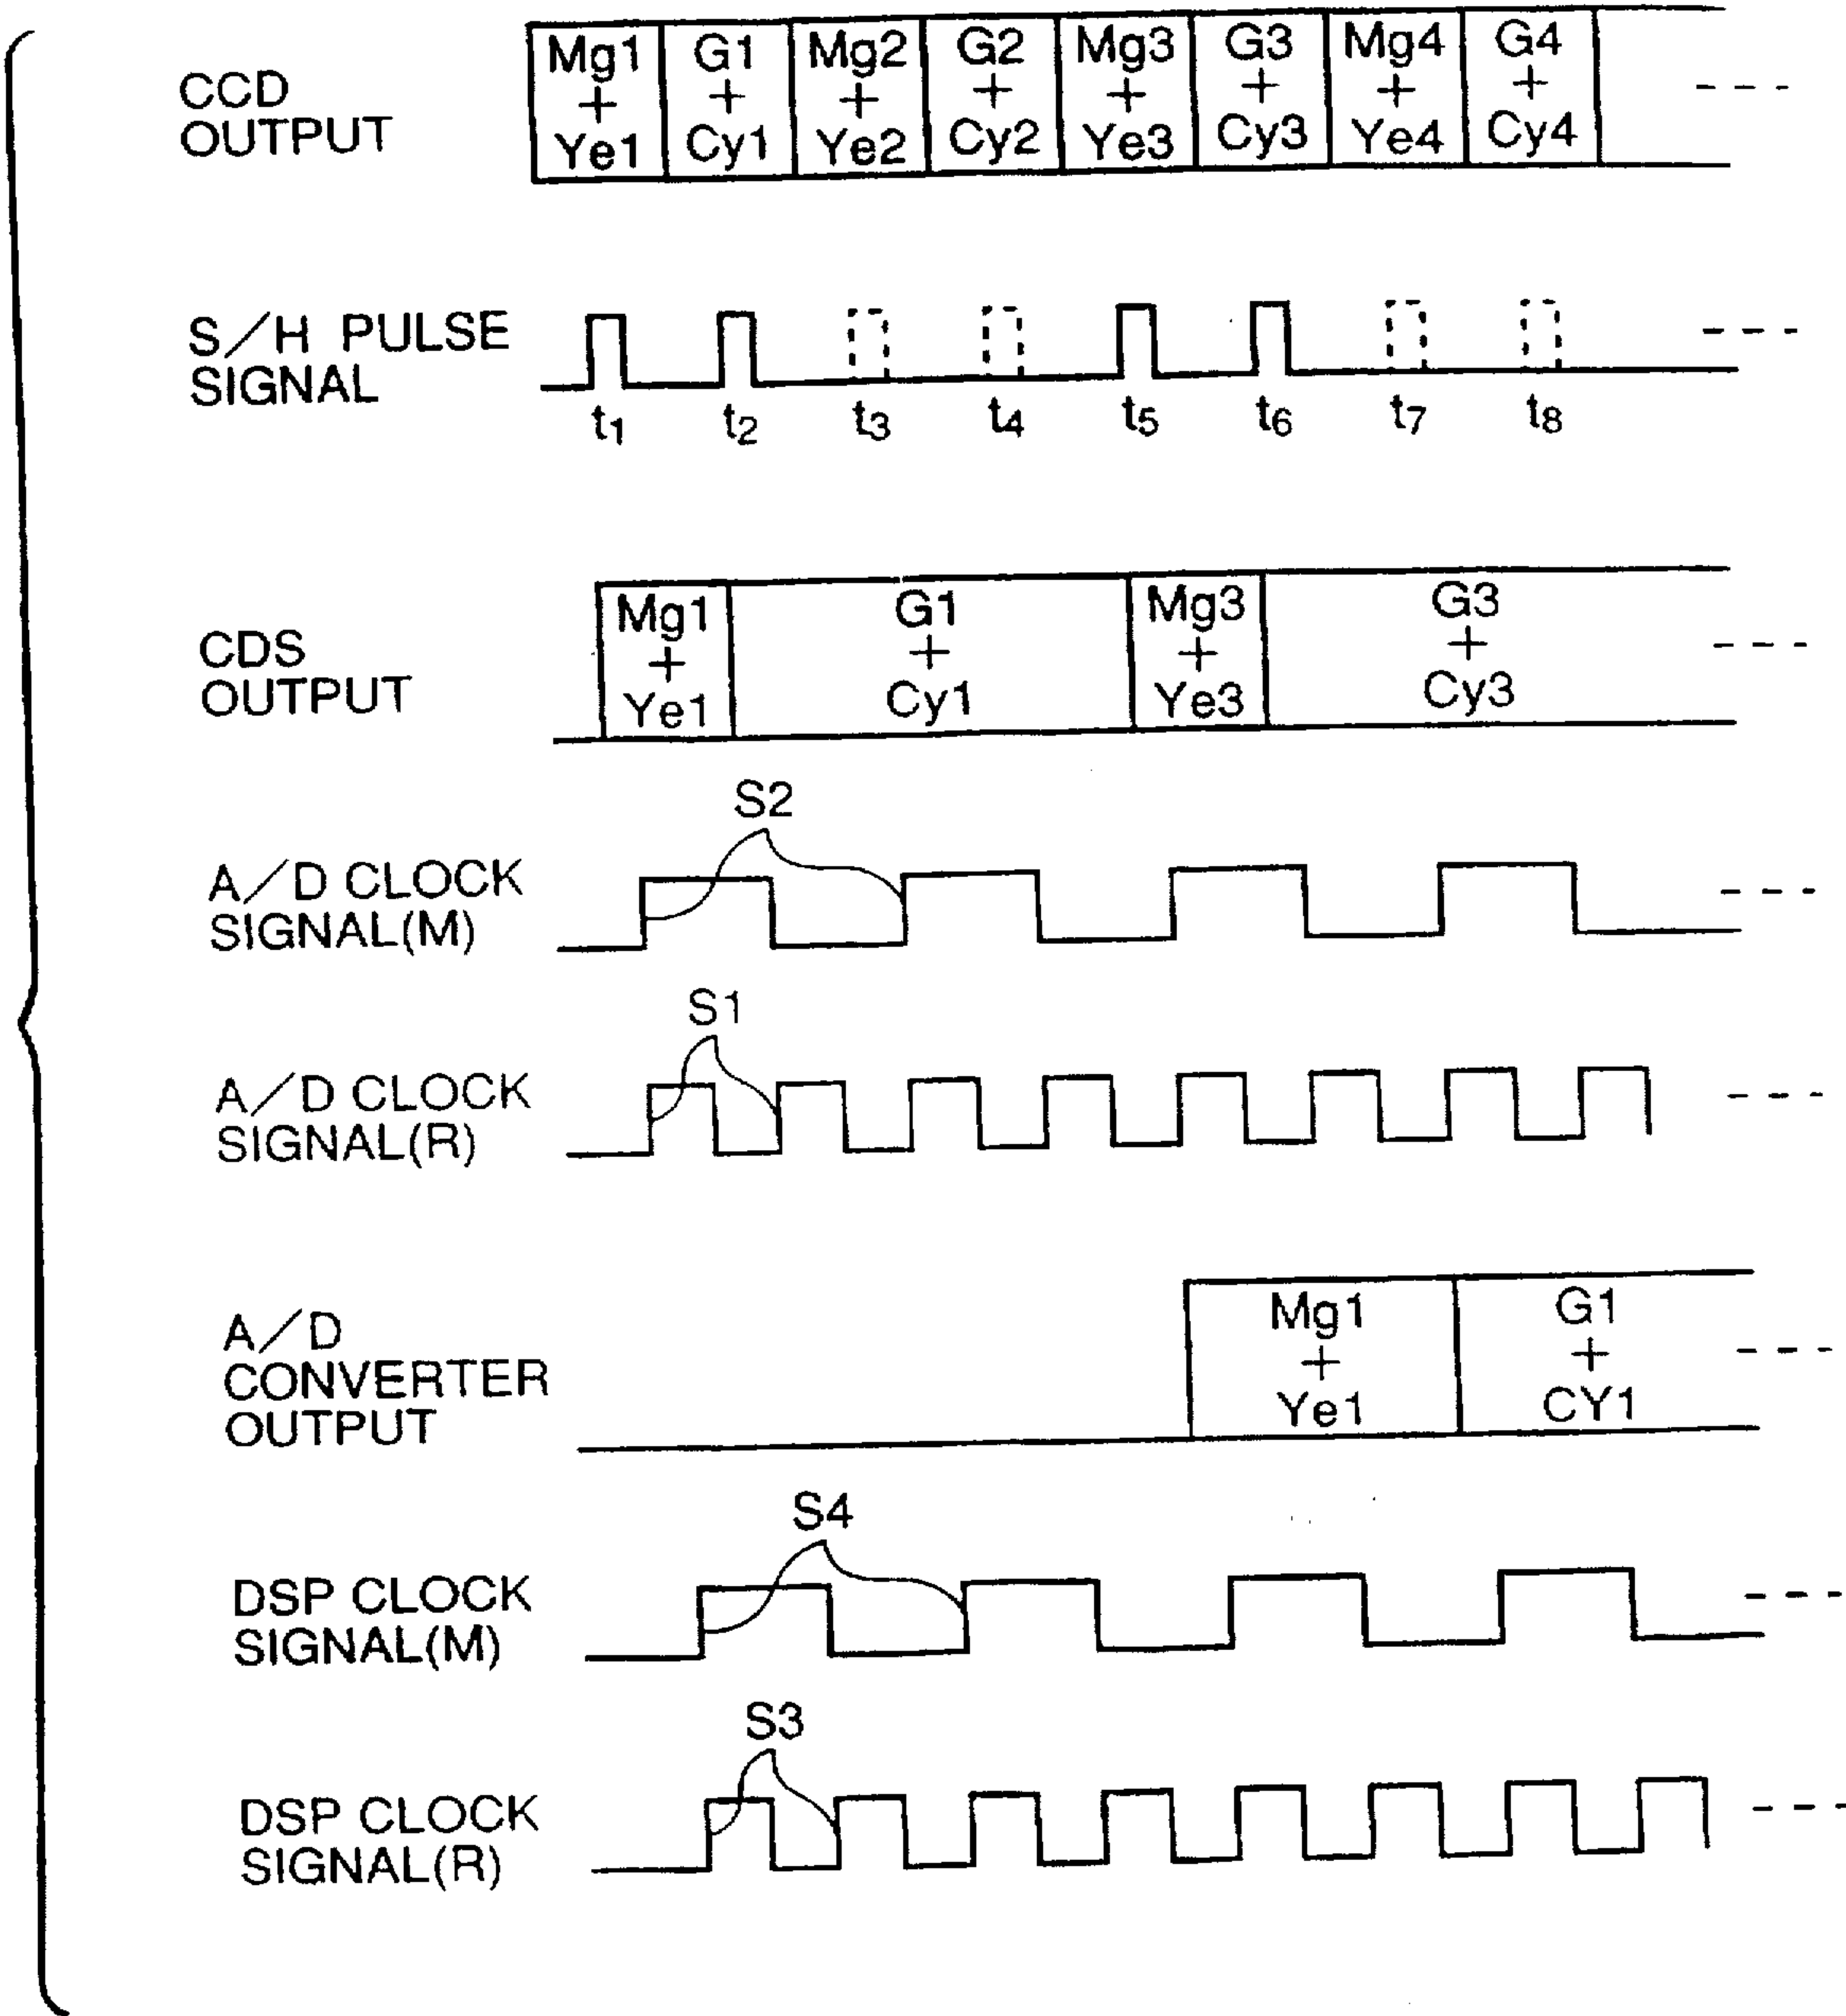 CCD
OUTPUT
Mg1 G1 Mg2 G2 Mg3 G3 Mg4 G4
+ + + + + + + +
Ye1 Cy1 Ye2 Cy2 Ye3 Cy3 Ye4 Cy4
S/H PULSE
SIGNAL
t1 t2 t3 t4 t5 t6 t7 t8
CDS
OUTPUT
Mg1 G1 Mg3 G3
+ + + +
Ye1 Cy1 Ye3 Cy3
S2
A/D CLOCK
SIGNAL(M)
S1
A/D CLOCK
SIGNAL(R)
A/D
CONVERTER
OUTPUT
Mg1 G1
+ +
Ye1 CY1
S4
DSP CLOCK
SIGNAL(M)
S3
DSP CLOCK
SIGNAL(R)